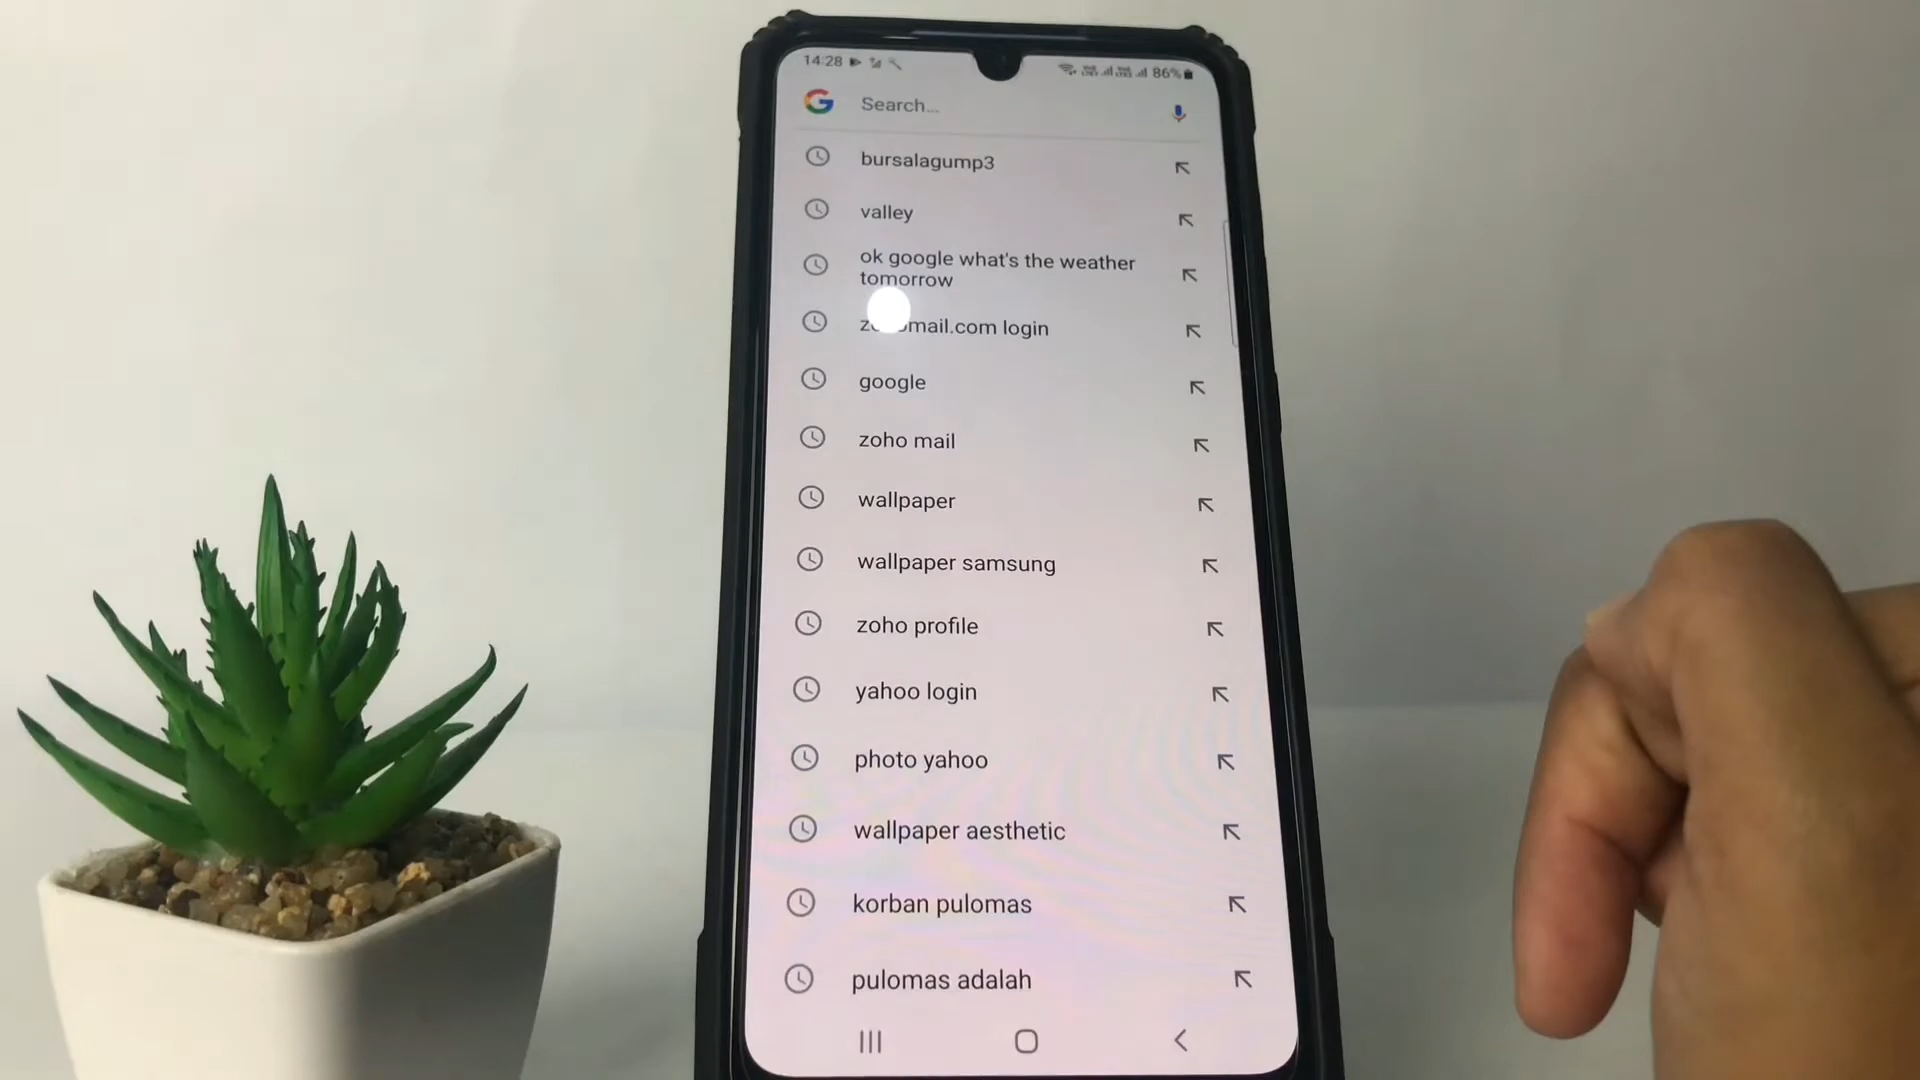 14:28
86%
Search...
bursalagump3
valley
ok google what's the weather
tomorrow
mail.com login
google
zoho mail
wallpaper
wallpaper samsung
zoho profile
yahoo login
photo yahoo
wallpaper aesthetic
korban pulomas
pulomas adalah